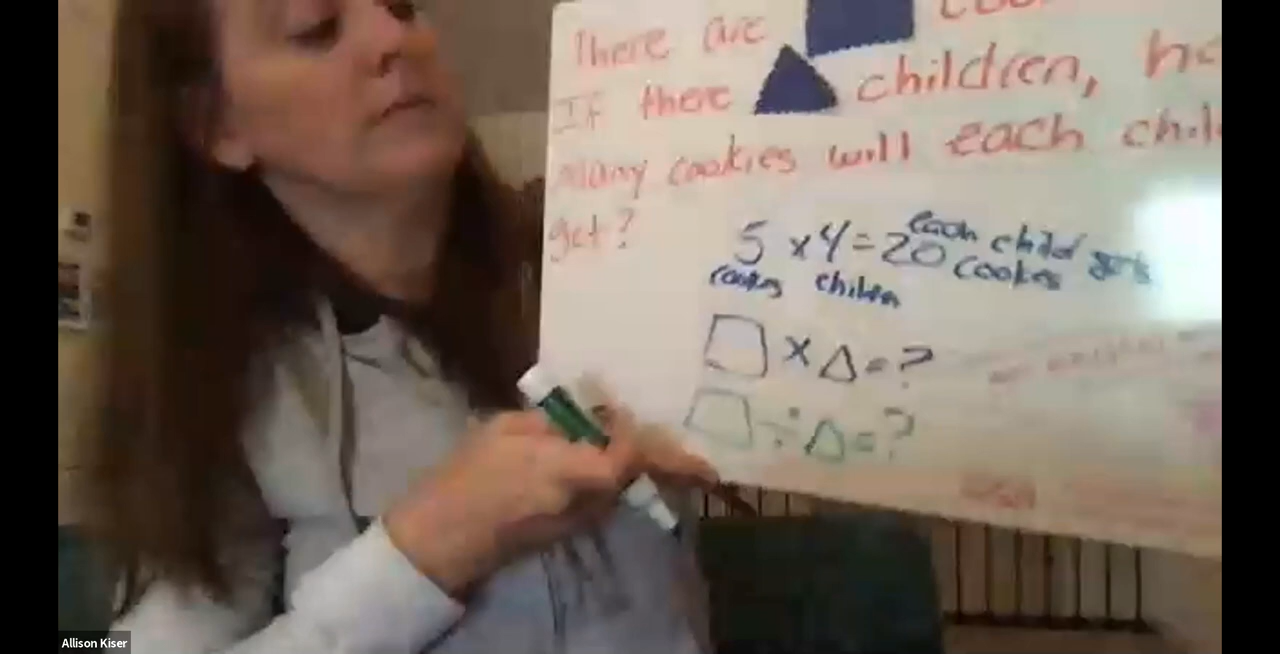 There are
If there children,
many cookies will each
get?
5 x 4 = 20 each child gets
cookies children cookies
x = ?
÷ = ?
Allison Kiser